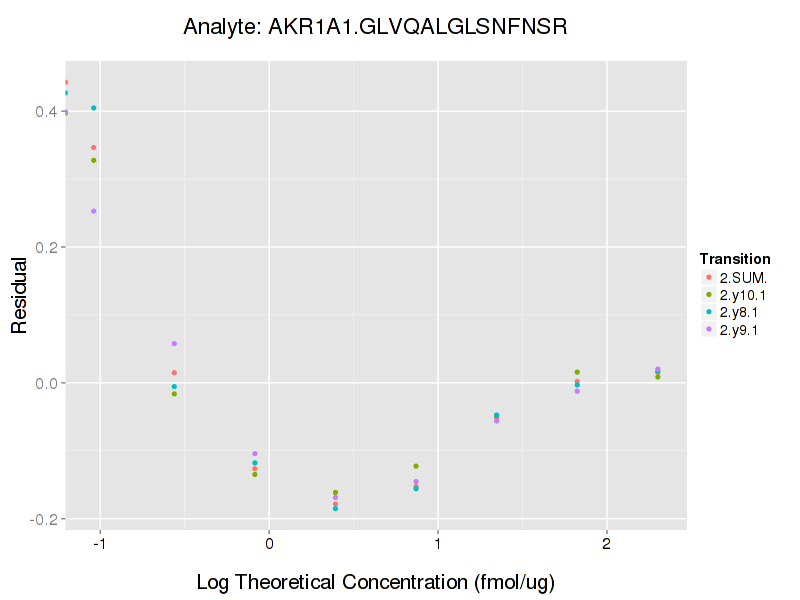 Analyte: AKR1A1.GLVQALGLSNFNSR
Residual
0.4
0.2
0.0
-0.2
-1
0
1
2
Log Theoretical Concentration (fmol/ug)
Transition
2.SUM.
2.y10.1
2.y8.1
2.y9.1